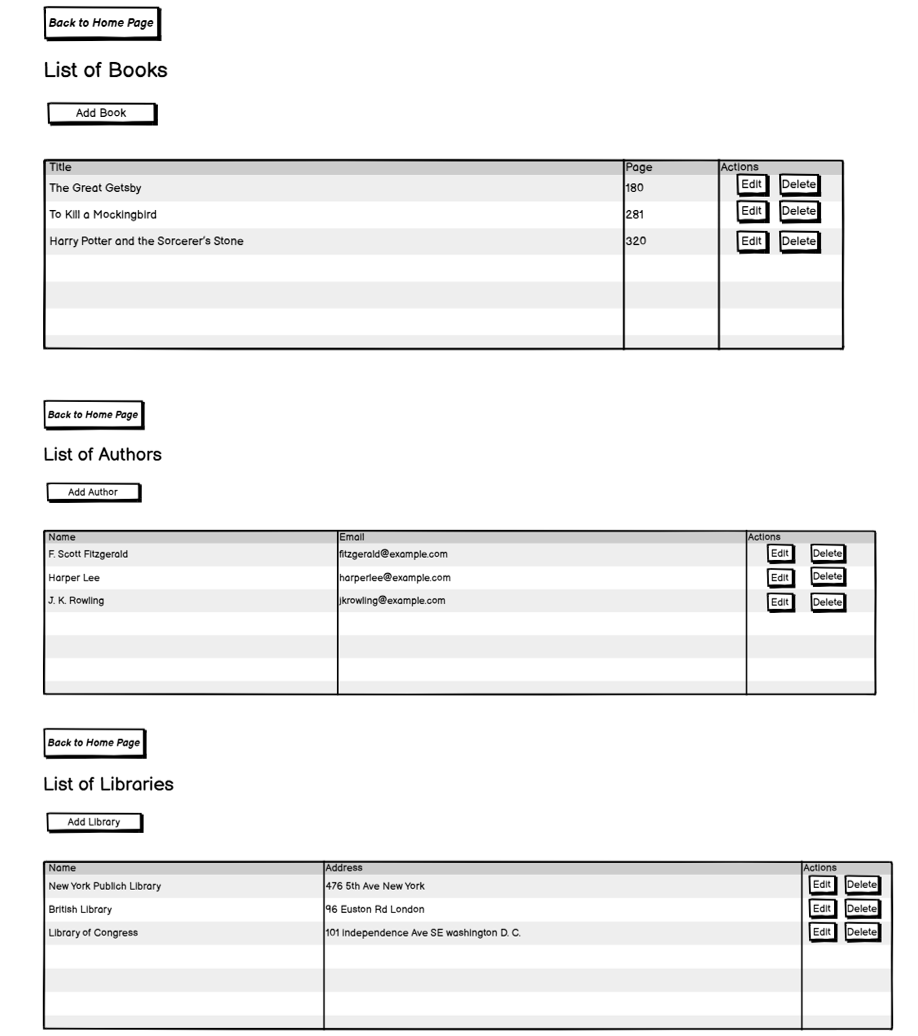 Back to Home Page
List of Books
Add Book
Title Page Actions
The Great Getsby 180 Edit Delete
To Kill a Mockingbird 281 Edit Delete
Harry Potter and the Sorcerer's Stone 320 Edit Delete
Back to Home Page
List of Authors
Add Author
Name Email Actions
F. Scott Fitzgerald fitzgerald@example.com Edit Delete
Harper Lee harperlee@example.com Edit Delete
J. K. Rowling jkrowling@example.com Edit Delete
Back to Home Page
List of Libraries
Add Library
Name Address Actions
New York Publich Library 476 5th Ave New York Edit Delete
British Library 96 Euston Rd London Edit Delete
Library of Congress 101 Independence Ave SE washington D. C. Edit Delete